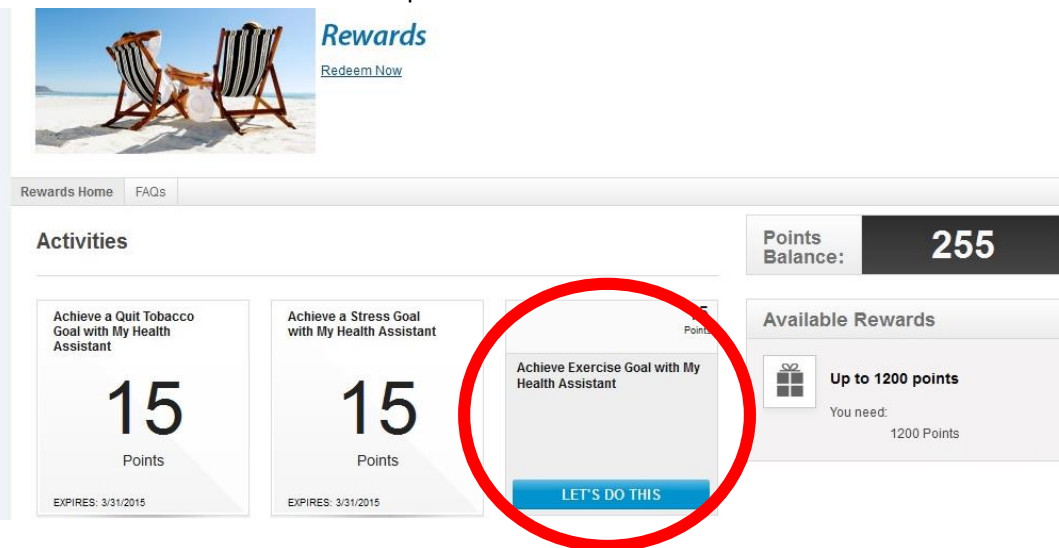 Rewards
Redeem Now
Rewards Home
FAQs
Activities
Points
Balance:
255
Achieve a Quit Tobacco
Goal with My Health
Assistant
15
Points
EXPIRES: 3/31/2015
Achieve a Stress Goal
with My Health Assistant
15
Points
EXPIRES: 3/31/2015
Points
Achieve Exercise Goal with My
Health Assistant
LET'S DO THIS
Available Rewards
Up to 1200 points
You need:
1200 Points